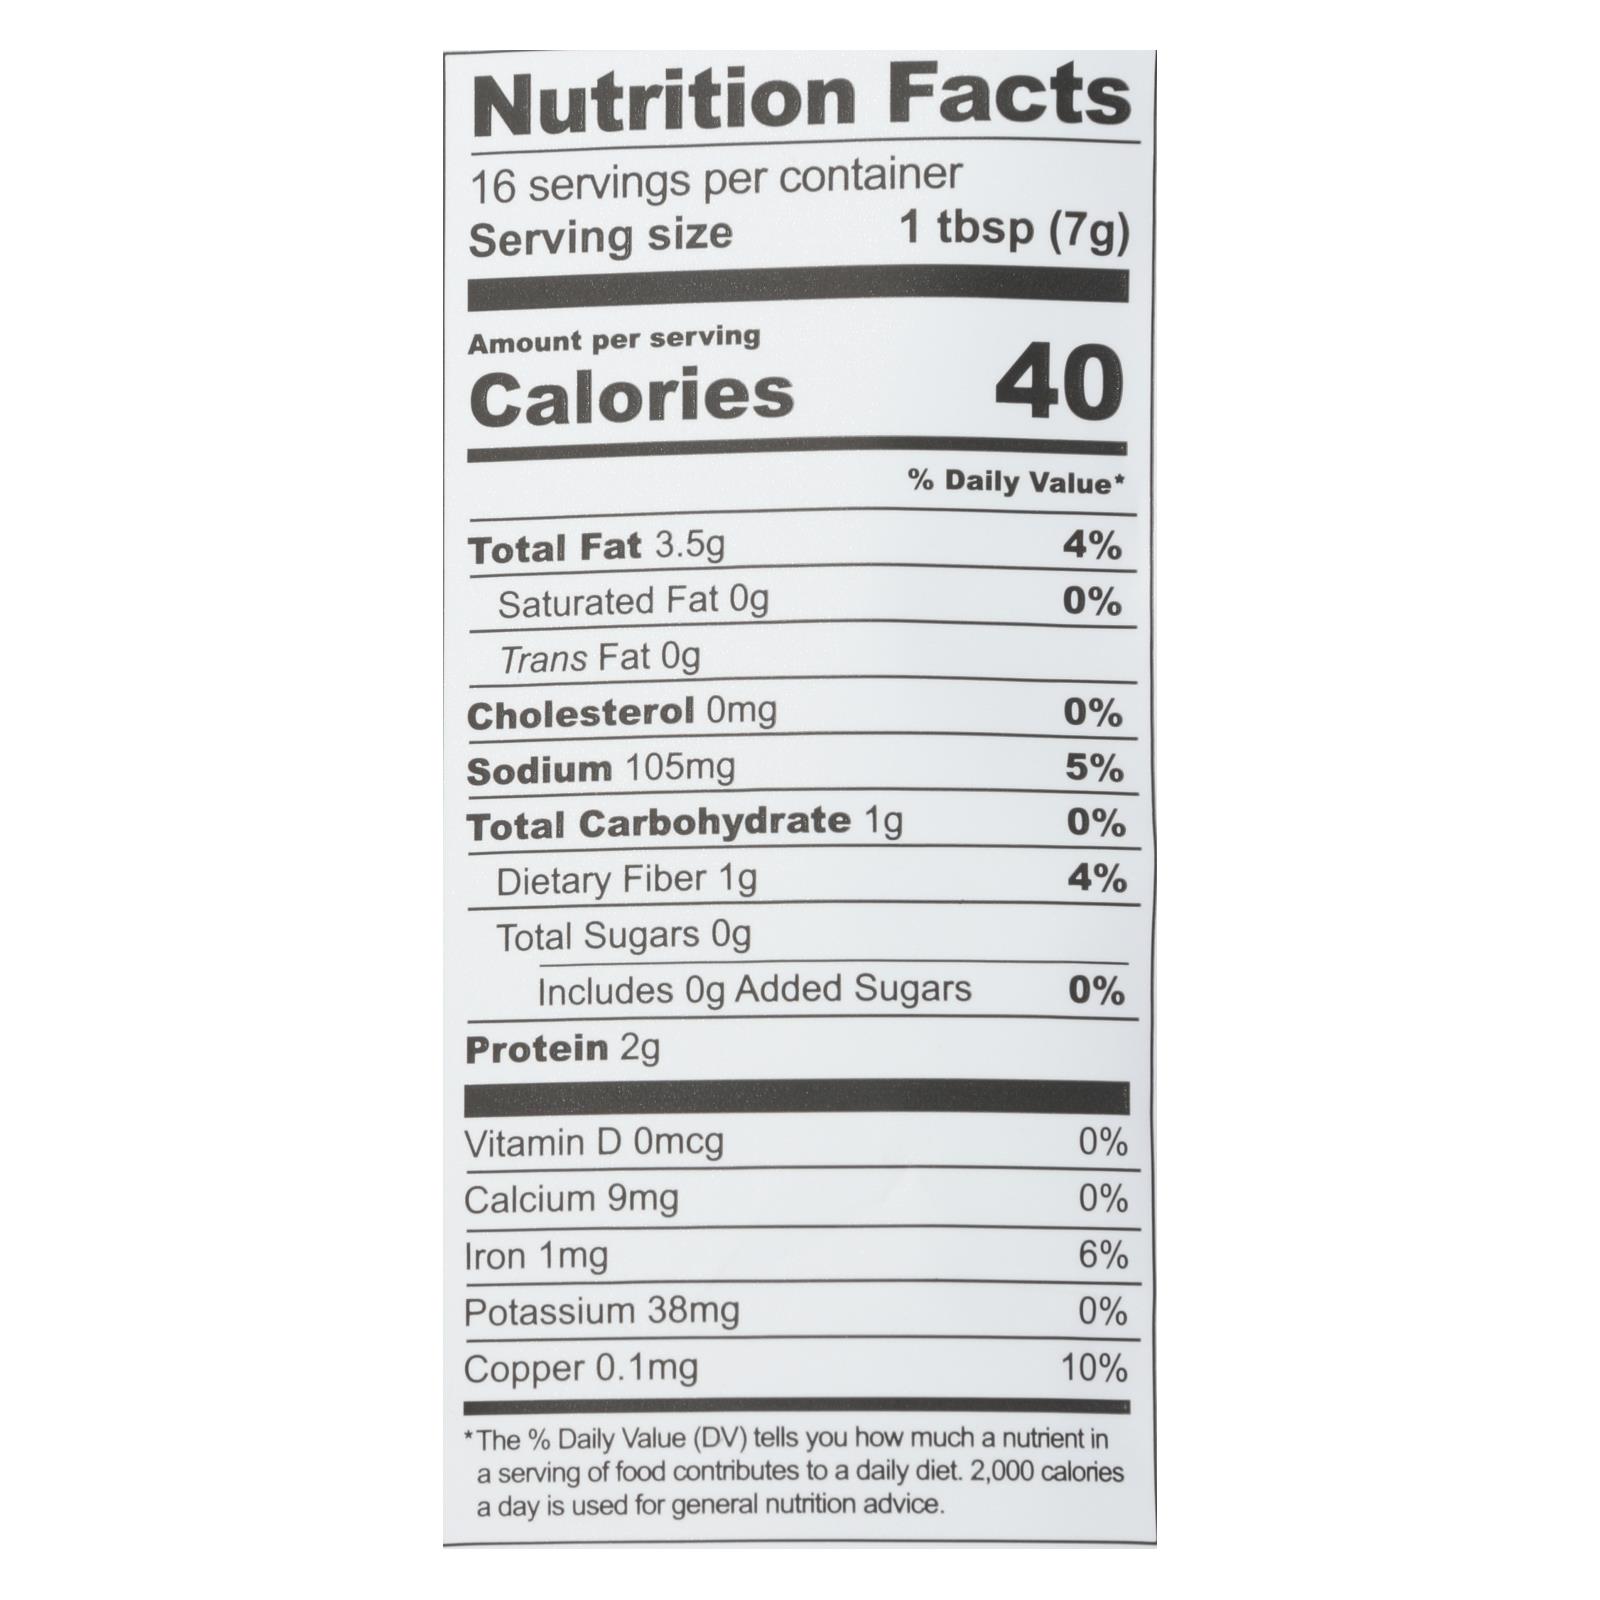 Nutrition Facts
16 servings per container
Serving size 1 tbsp (7g)
Amount per serving
Calories 40
% Daily Value*
Total Fat 3.5g 4%
Saturated Fat 0g 0%
Trans Fat 0g
Cholesterol 0mg 0%
Sodium 105mg 5%
Total Carbohydrate 1g 0%
Dietary Fiber 1g 4%
Total Sugars 0g
Includes 0g Added Sugars 0%
Protein 2g
Vitamin D 0mcg 0%
Calcium 9mg 0%
Iron 1mg 6%
Potassium 38mg 0%
Copper 0.1mg 10%
*The % Daily Value (DV) tells you how much a nutrient in
a serving of food contributes to a daily diet. 2,000 calories
a day is used for general nutrition advice.